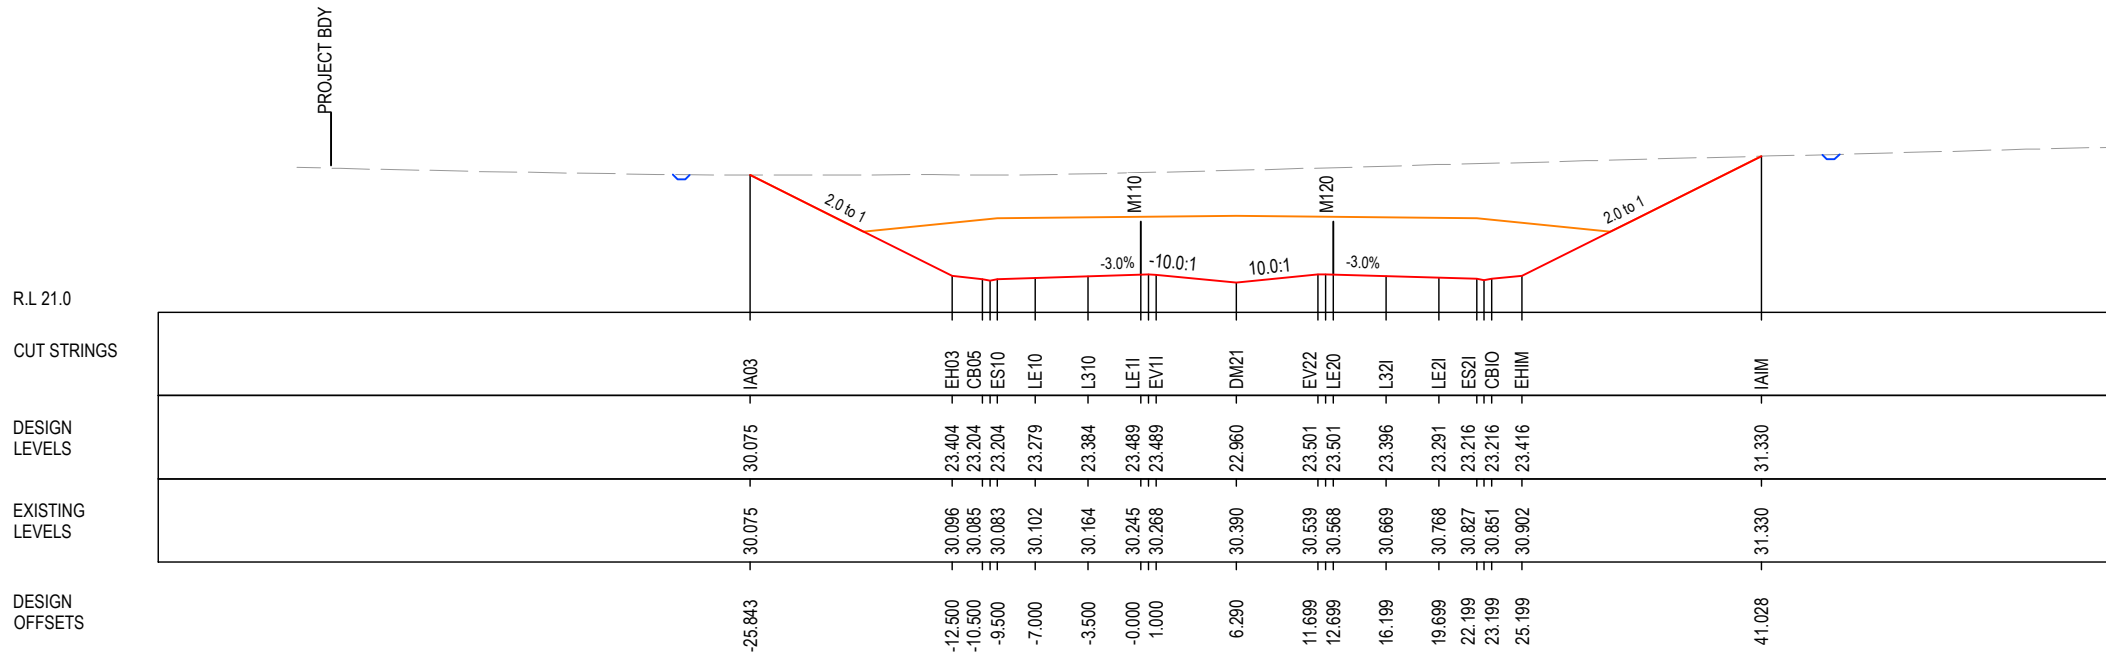 PROJECT BDY
M110
M120
2.0 to 1
2.0 to 1
-3.0%
-10.0:1
10.0:1
-3.0%
R.L 21.0
CUT STRINGS
IA03
EH03
CB05
ES10
LE10
L310
LE1I
EV1I
DM21
EV22
LE20
L32I
LE2I
ES2I
CBIO
EHIM
IAIM
DESIGN
LEVELS
30.075
23.404
23.204
23.204
23.279
23.384
23.489
23.489
22.960
23.501
23.501
23.396
23.291
23.216
23.216
23.416
31.330
EXISTING
LEVELS
30.075
30.096
30.085
30.083
30.102
30.164
30.245
30.268
30.390
30.539
30.568
30.669
30.768
30.827
30.851
30.902
31.330
DESIGN
OFFSETS
-25.843
-12.500
-10.500
-9.500
-7.000
-3.500
-0.000
1.000
6.290
11.699
12.699
16.199
19.699
22.199
23.199
25.199
41.028